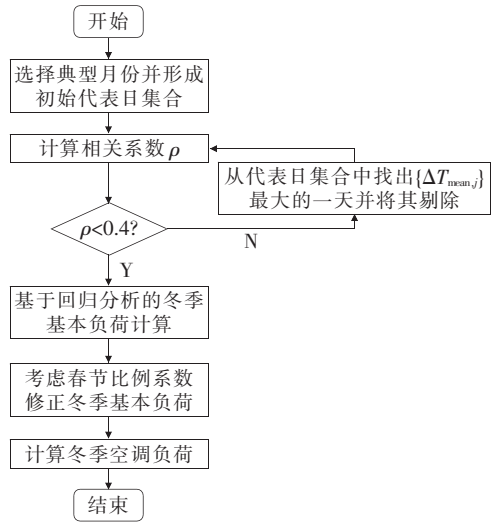 开始
选择典型月份并形成
初始代表日集合
计算相关系数ρ
从代表日集合中找出{ΔTmean,j}
最大的一天并将其剔除
ρ<0.4?
N
Y
基于回归分析的冬季
基本负荷计算
考虑春节比例系数
修正冬季基本负荷
计算冬季空调负荷
结束